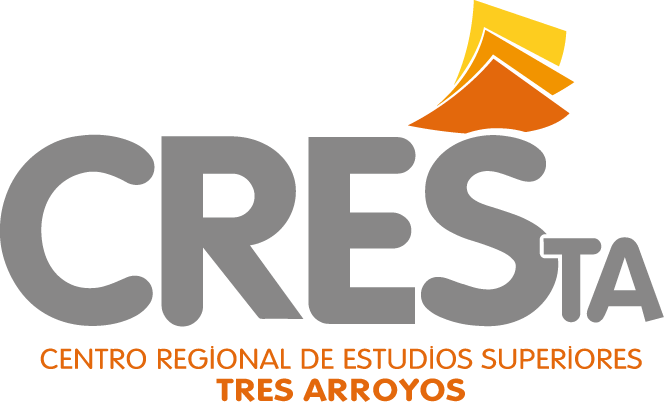 CRESTA
CENTRO REGIONAL DE ESTUDIOS SUPERIORES
TRES ARROYOS